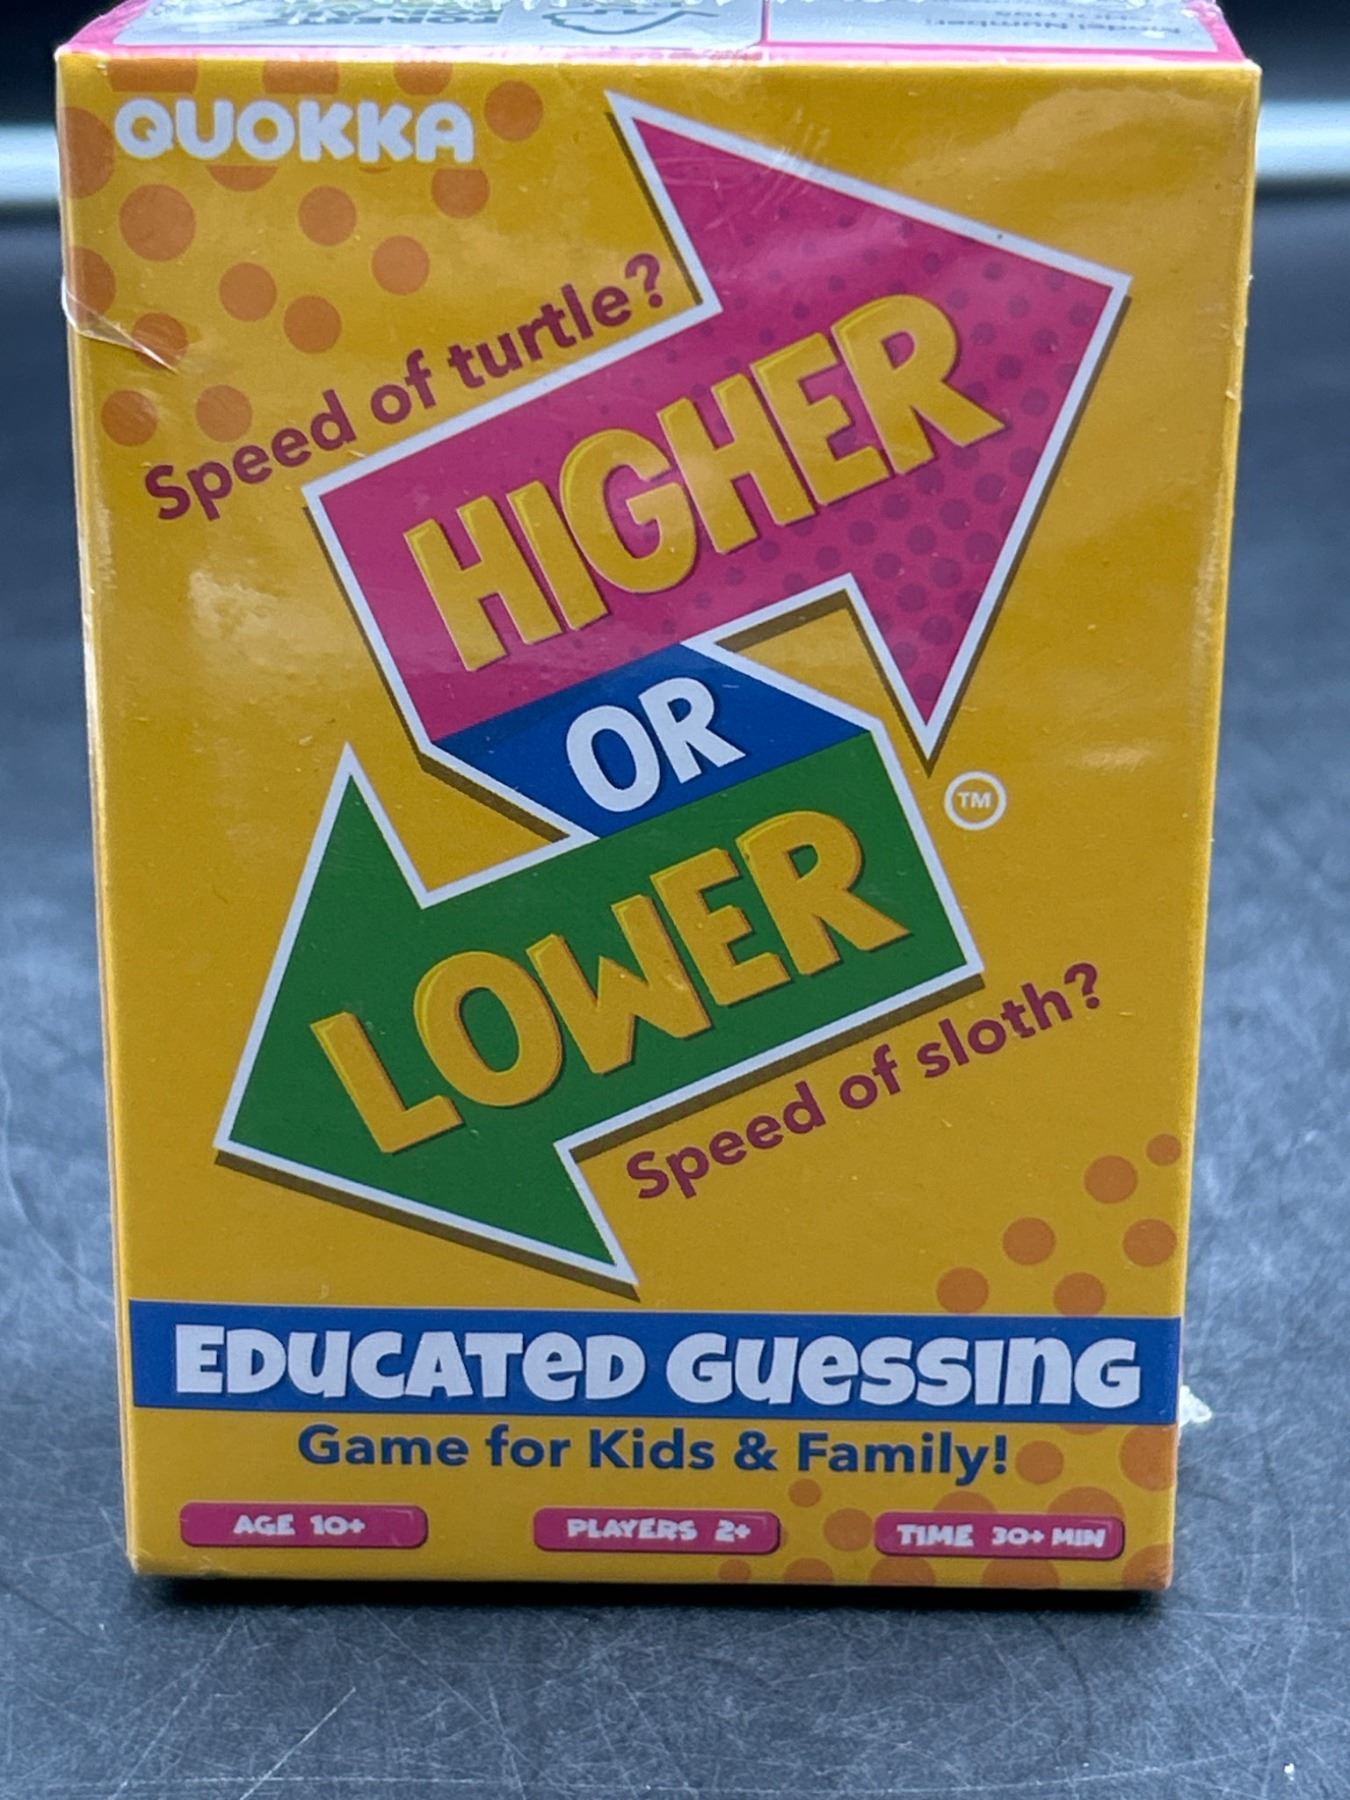 QUOKKA
Speed of turtle?
HIGHER
OR
LOWER
TM
Speed of sloth?
EDUCATED GUESSING
Game for Kids & Family!
AGE 10+
PLAYERS 2+
TIME 30+ MIN